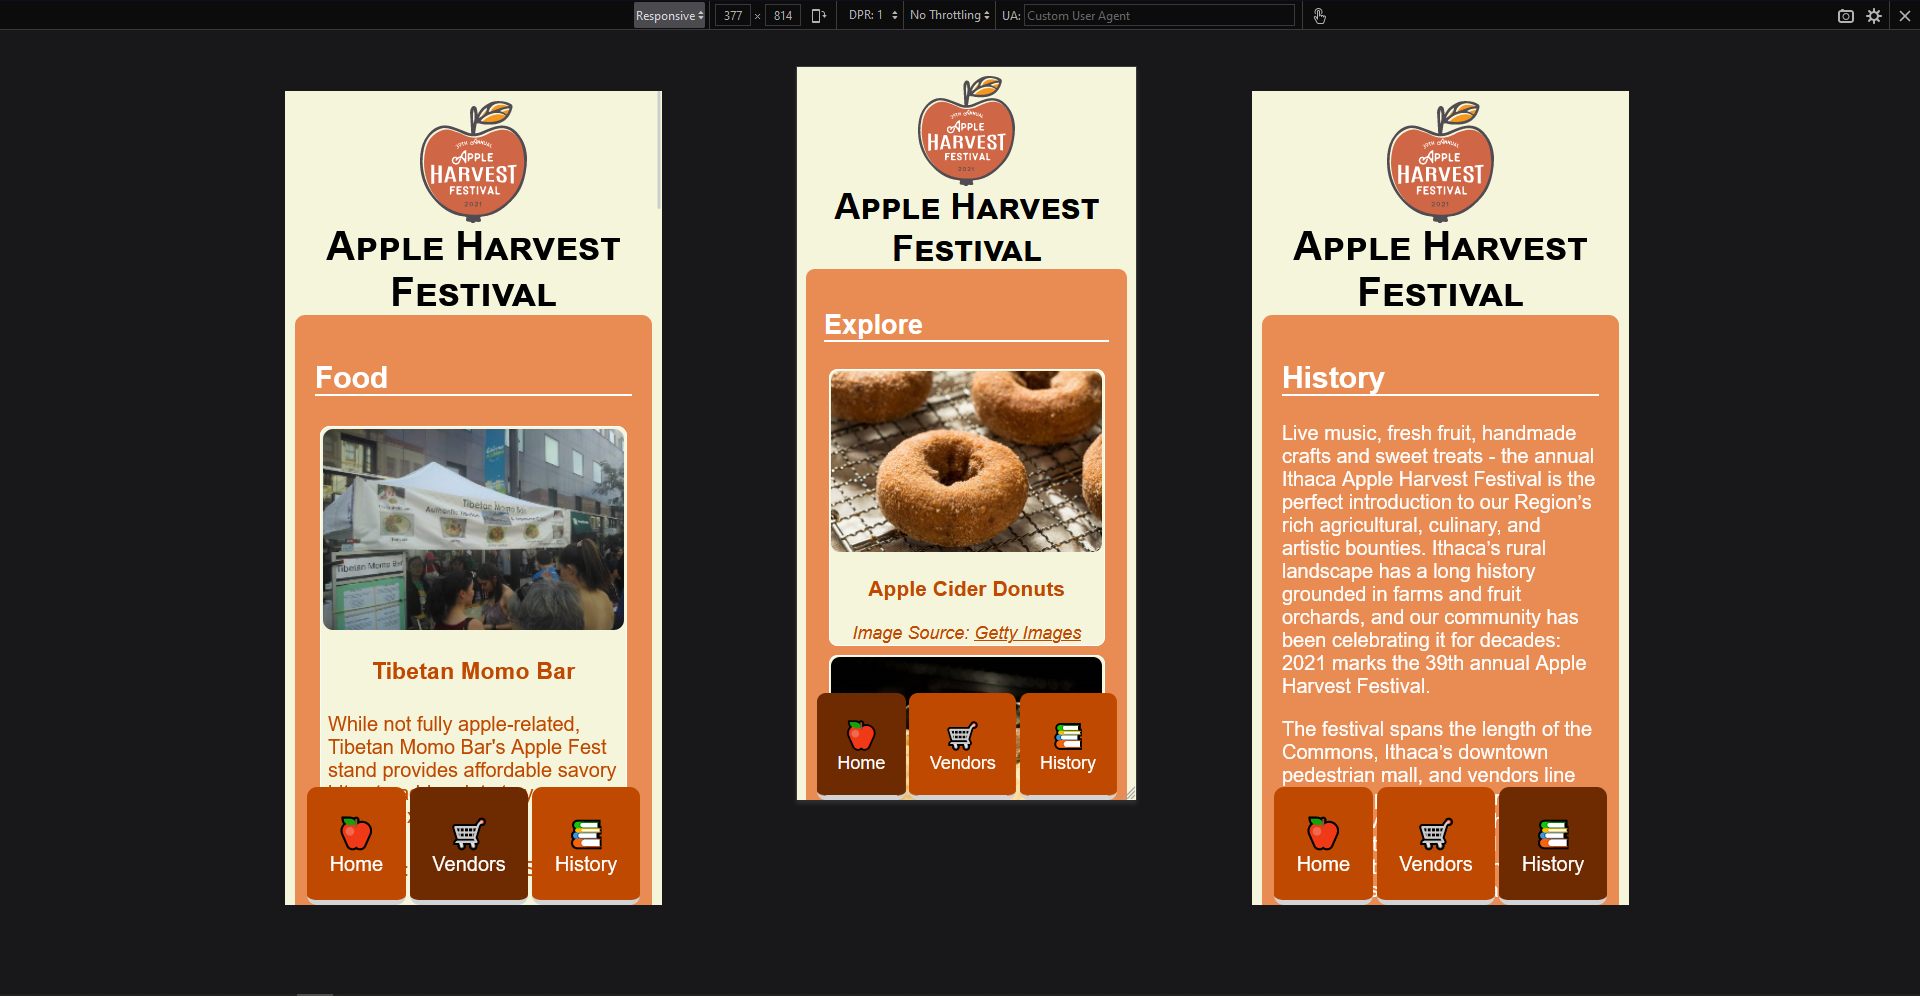 Responsive 377 × 814 DPR: 1 No Throttling UA: Custom User Agent
39TH ANNUAL
APPLE
HARVEST
FESTIVAL
2021
Apple Harvest
Festival
Food
Tibetan Momo Bar
Tibetan Momo Bar
Tibetan Momo Bar
While not fully apple-related,
Tibetan Momo Bar's Apple Fest
stand provides affordable savory
Home
Vendors
History
APPLE
HARVEST
FESTIVAL
2021
Apple Harvest
Festival
Explore
Apple Cider Donuts
Image Source: Getty Images
Home
Vendors
History
APPLE
HARVEST
FESTIVAL
2021
Apple Harvest
Festival
History
Live music, fresh fruit, handmade
crafts and sweet treats - the annual
Ithaca Apple Harvest Festival is the
perfect introduction to our Region's
rich agricultural, culinary, and
artistic bounties. Ithaca's rural
landscape has a long history
grounded in farms and fruit
orchards, and our community has
been celebrating it for decades:
2021 marks the 39th annual Apple
Harvest Festival.
The festival spans the length of the
Commons, Ithaca's downtown
pedestrian mall, and vendors line
Home
Vendors
History